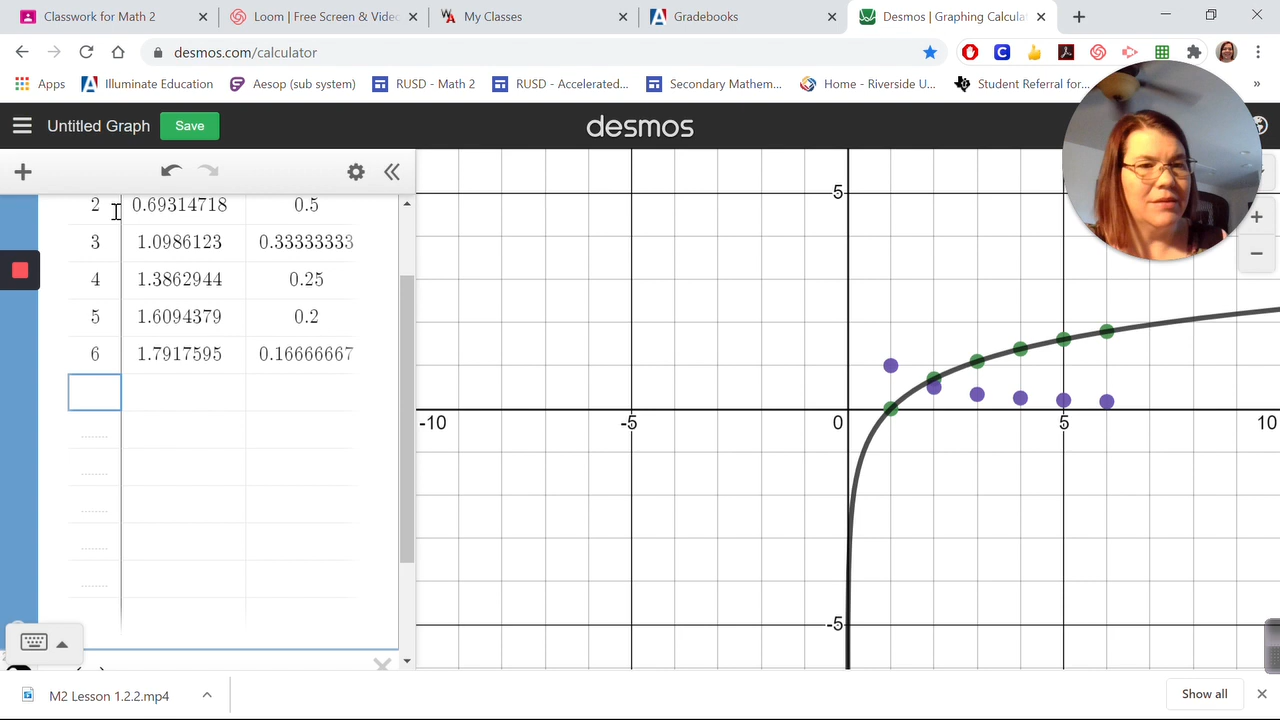 Classwork for Math 2
Loom | Free Screen & Video
My Classes
Gradebooks
Desmos | Graphing Calcula
desmos.com/calculator
Apps
Illuminate Education
Aesop (sub system)
RUSD - Math 2
RUSD - Accelerated...
Secondary Mathem...
Home - Riverside U...
Student Referral for...
»
Untitled Graph
Save
desmos
2 0.69314718 0.5
3 1.0986123 0.33333333
4 1.3862944 0.25
5 1.6094379 0.2
6 1.7917595 0.16666667
5
-10 -5 0 5 10
-5
M2 Lesson 1.2.2.mp4
Show all